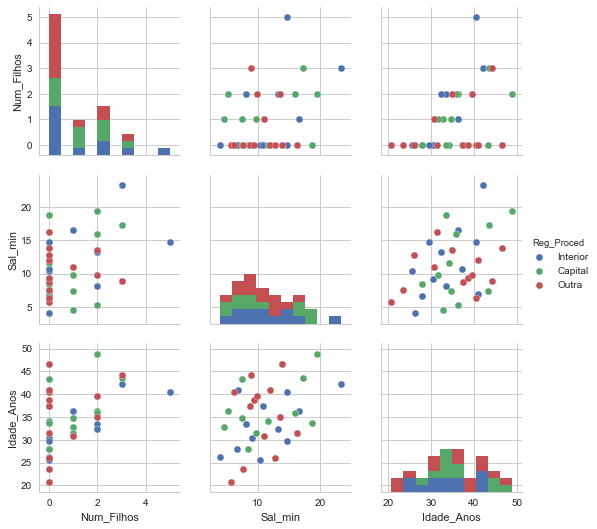 5
4
3
2
1
0
Num_Filhos
20
15
10
5
Sal_min
Reg_Proced
Interior
Capital
Outra
50
45
40
35
30
25
20
Idade_Anos
0 2 4
10 20
20 30 40 50
Num_Filhos Sal_min Idade_Anos